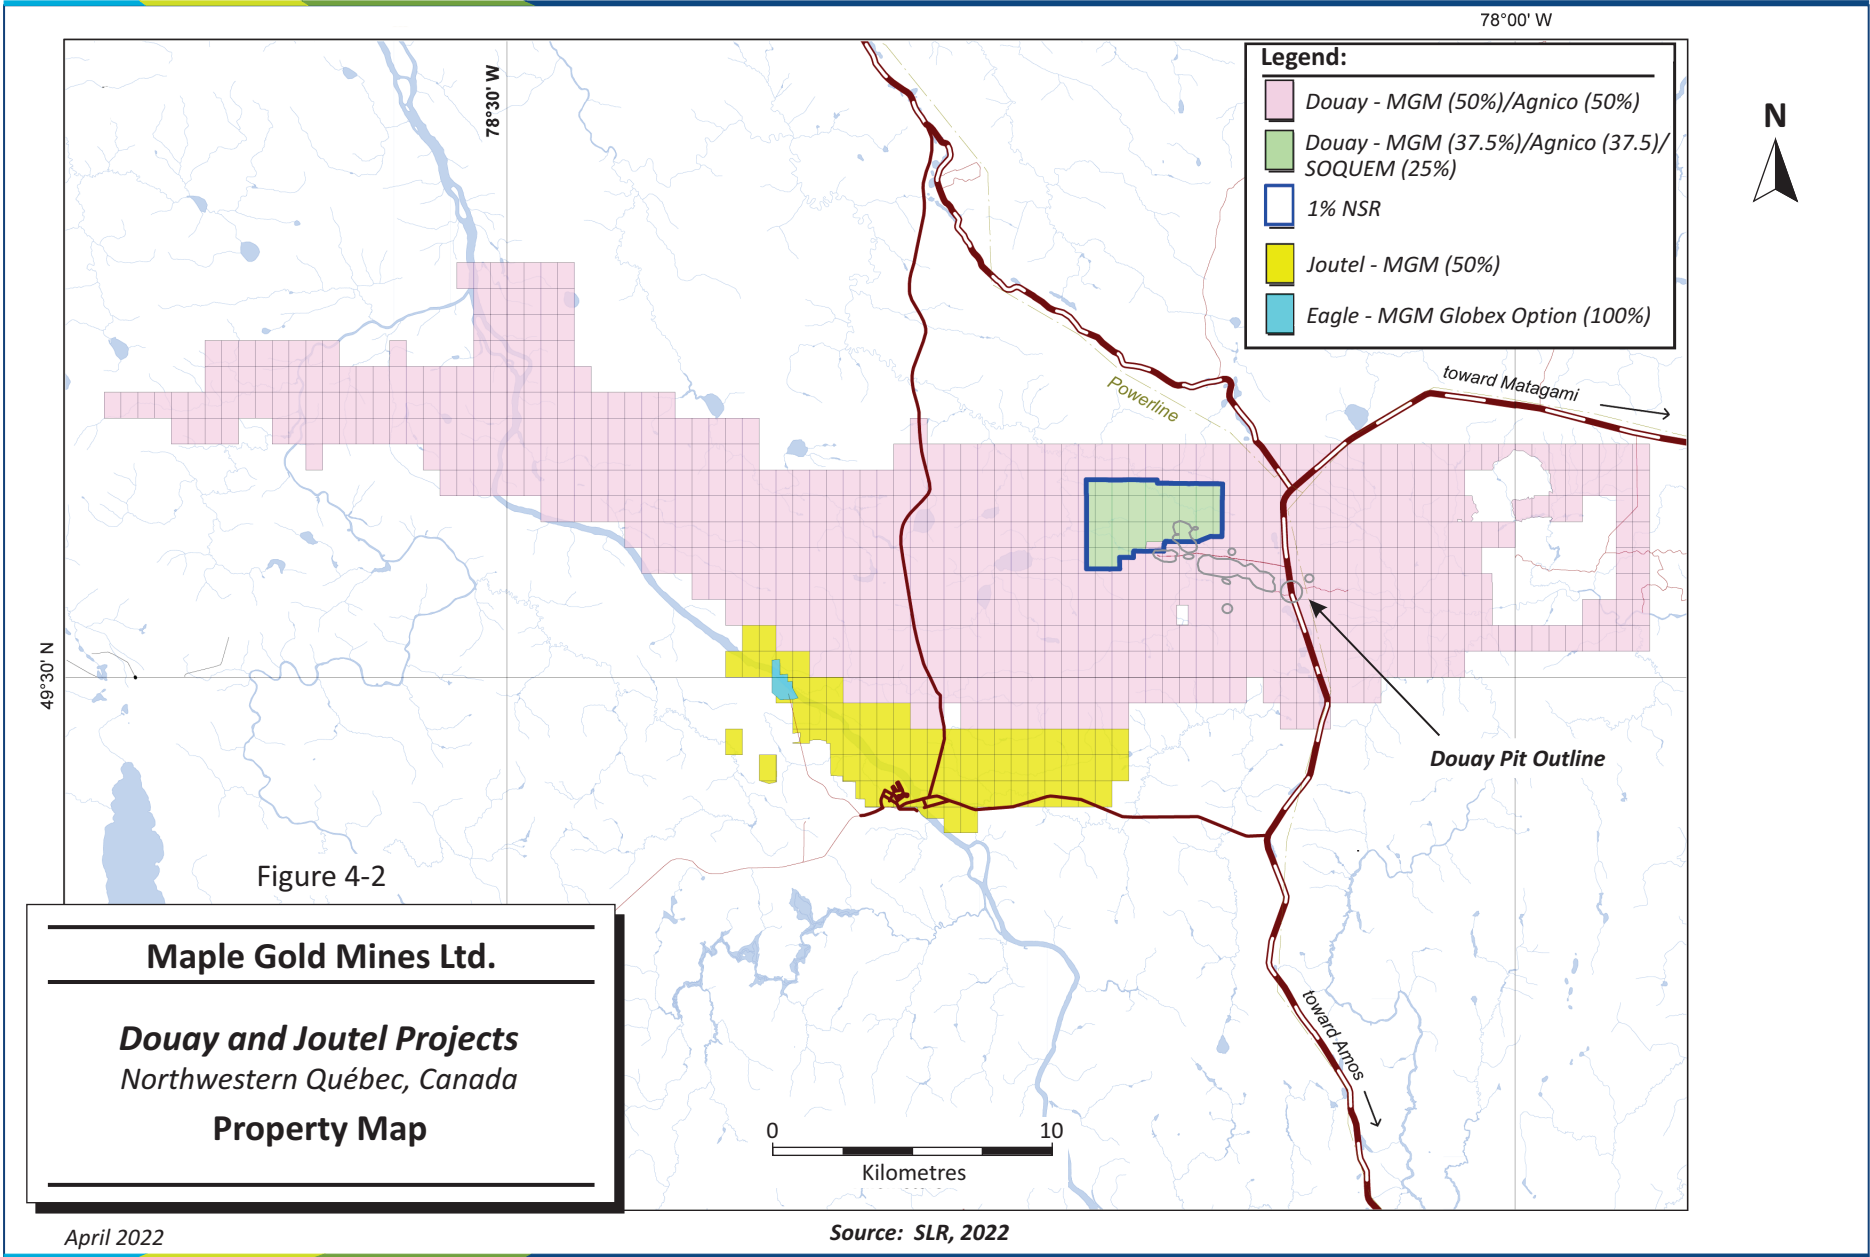 78°00' W
78°30' W
49°30' N
Legend:
Douay - MGM (50%)/Agnico (50%)
Douay - MGM (37.5%)/Agnico (37.5)/
SOQUEM (25%)
1% NSR
Joutel - MGM (50%)
Eagle - MGM Globex Option (100%)
N
toward Matagami
Powerline
Douay Pit Outline
toward Amos
Figure 4-2
Maple Gold Mines Ltd.
Douay and Joutel Projects
Northwestern Québec, Canada
Property Map
0 10
Kilometres
April 2022
Source: SLR, 2022